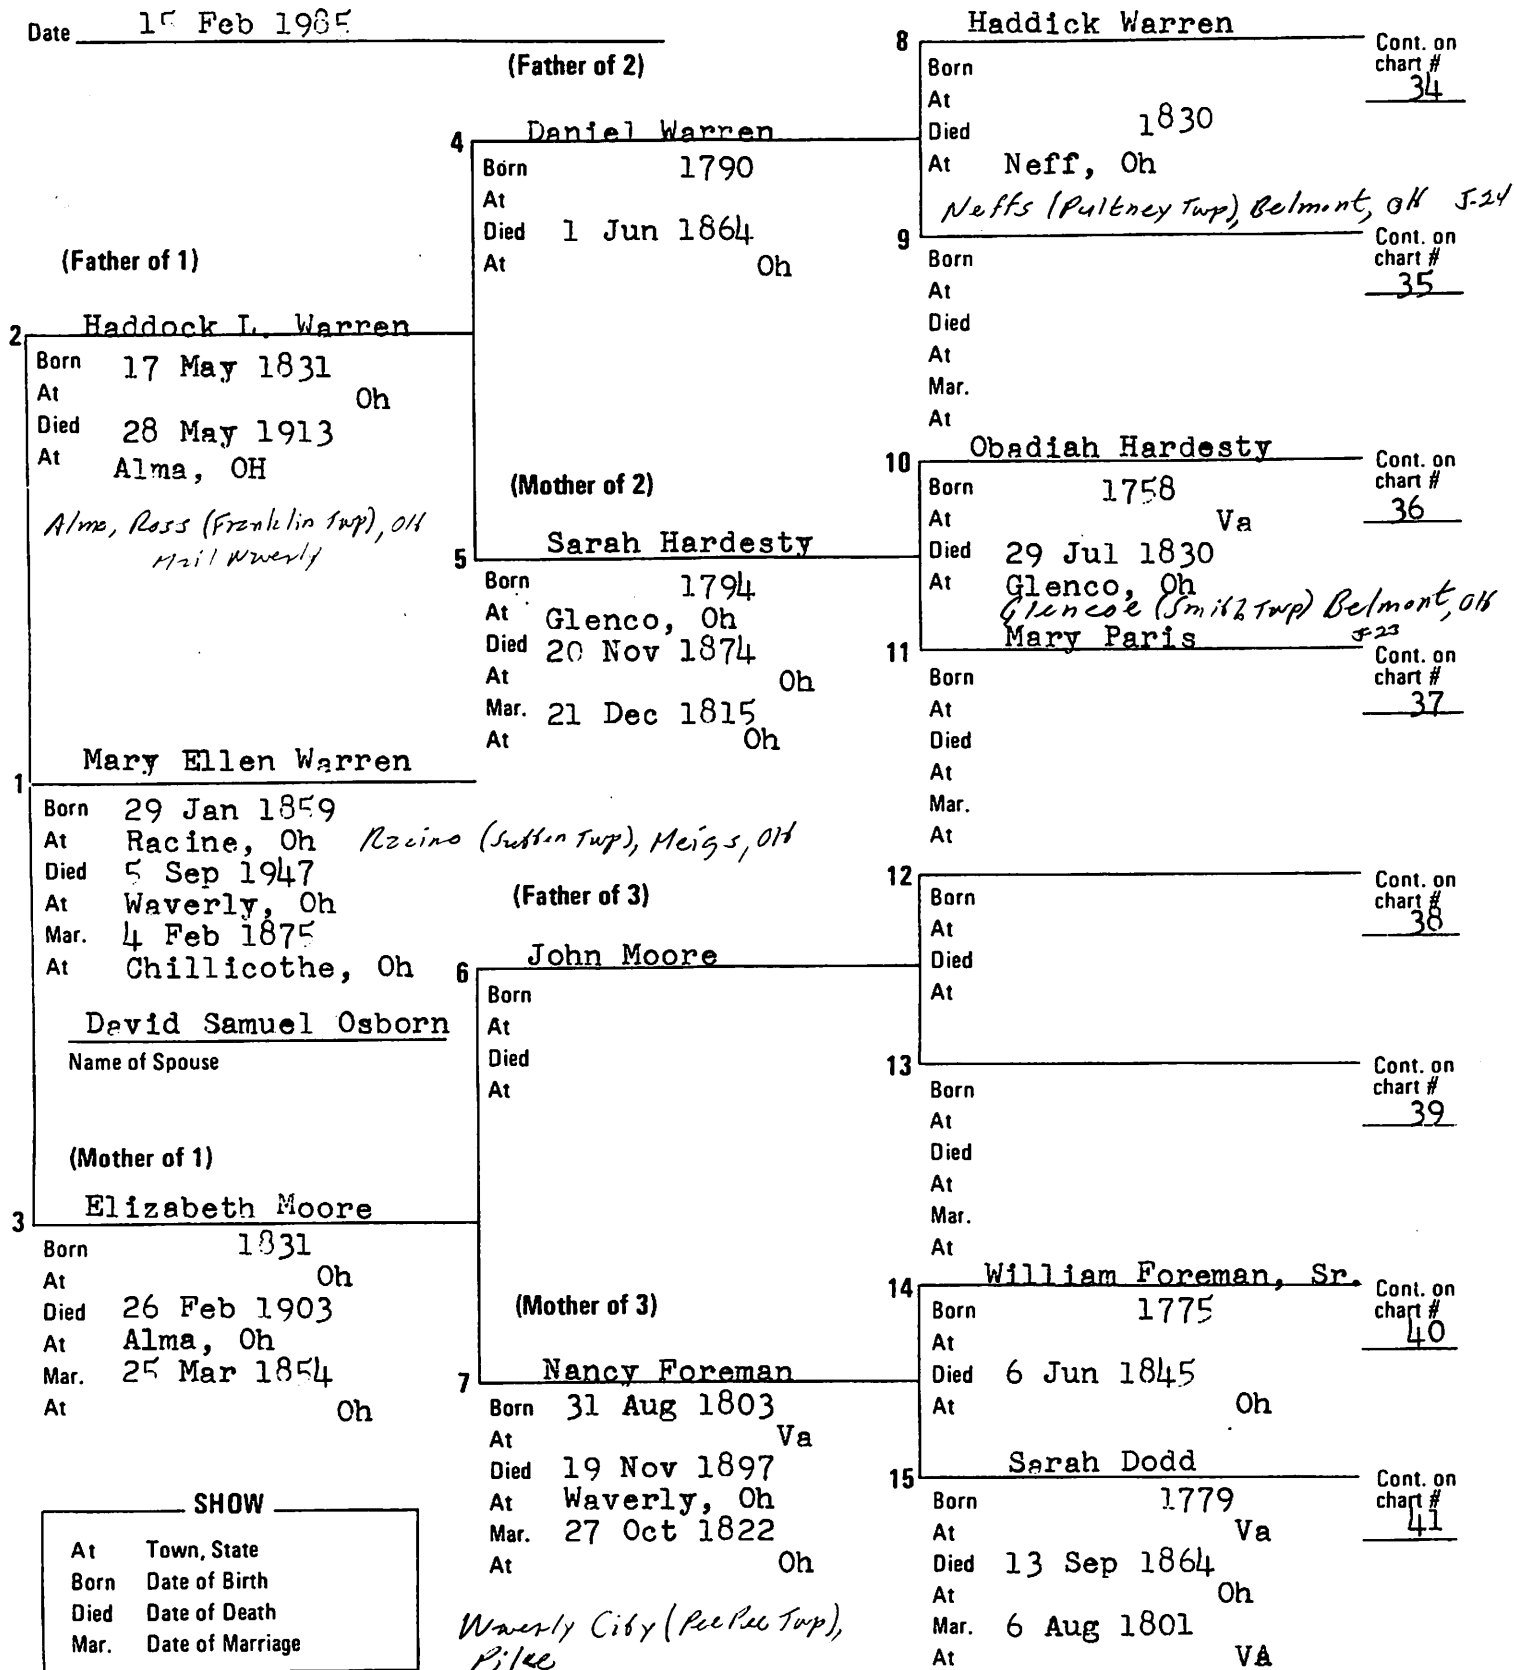 Date 15 Feb 1985
(Father of 1)
2 Haddock L. Warren
Born 17 May 1831
At Oh
Died 28 May 1913
At Alma, OH
Alma, Ross (Franklin Twp), OH
Mail Waverly
1 Mary Ellen Warren
Born 29 Jan 1859
At Racine, Oh Racine (Sutton Twp), Meigs, OH
Died 5 Sep 1947
At Waverly, Oh
Mar. 4 Feb 1875
At Chillicothe, Oh
David Samuel Osborn
Name of Spouse
(Mother of 1)
3 Elizabeth Moore
Born 1831
At Oh
Died 26 Feb 1903
At Alma, Oh
Mar. 25 Mar 1854
At Oh
SHOW
At Town, State
Born Date of Birth
Died Date of Death
Mar. Date of Marriage
(Father of 2)
4 Daniel Warren
Born 1790
At
Died 1 Jun 1864
At Oh
(Mother of 2)
5 Sarah Hardesty
Born 1794
At Glenco, Oh
Died 20 Nov 1874
At Oh
Mar. 21 Dec 1815
At Oh
(Father of 3)
6 John Moore
Born
At
Died
At
(Mother of 3)
7 Nancy Foreman
Born 31 Aug 1803
At Va
Died 19 Nov 1897
At Waverly, Oh
Mar. 27 Oct 1822
At Oh
Waverly City (Pee Pee Twp),
Pike
8 Haddick Warren
Cont. on
chart #
34
Born
At
Died 1830
At Neff, Oh
Neffs (Pultney Twp), Belmont, OH J-24
9
Cont. on
chart #
35
Born
At
Died
At
Mar.
At
10 Obadiah Hardesty
Cont. on
chart #
36
Born 1758
At Va
Died 29 Jul 1830
At Glenco, Oh
Glencoe (Smith Twp) Belmont, OH
J-23
11 Mary Paris
Cont. on
chart #
37
Born
At
Died
At
Mar.
At
12
Cont. on
chart #
38
Born
At
Died
At
13
Cont. on
chart #
39
Born
At
Died
At
Mar.
At
14 William Foreman, Sr.
Cont. on
chart #
40
Born 1775
At
Died 6 Jun 1845
At Oh
15 Sarah Dodd
Cont. on
chart #
41
Born 1779
At Va
Died 13 Sep 1864
At Oh
Mar. 6 Aug 1801
At VA